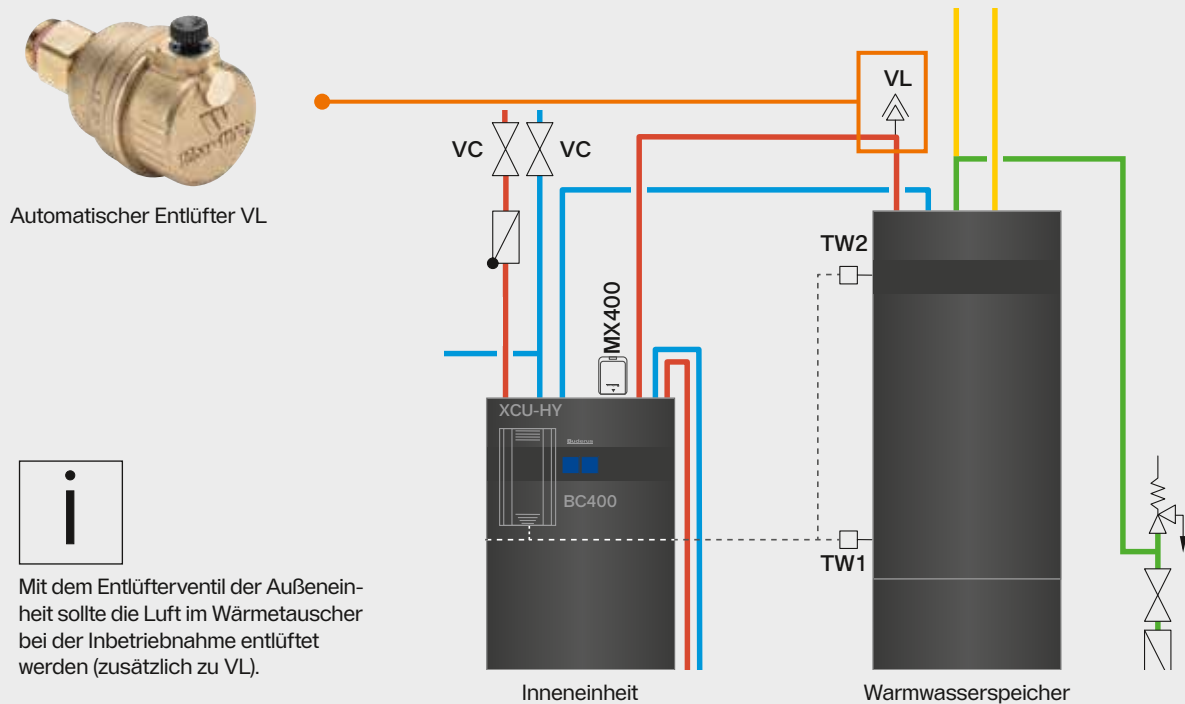 Automatischer Entlüfter VL
VL
VC
VC
TW2
MX400
XCU-HY
Buderus
BC400
TW1
Mit dem Entlüfterventil der Außenein-
heit sollte die Luft im Wärmetauscher
bei der Inbetriebnahme entlüftet
werden (zusätzlich zu VL).
Inneneinheit
Warmwasserspeicher